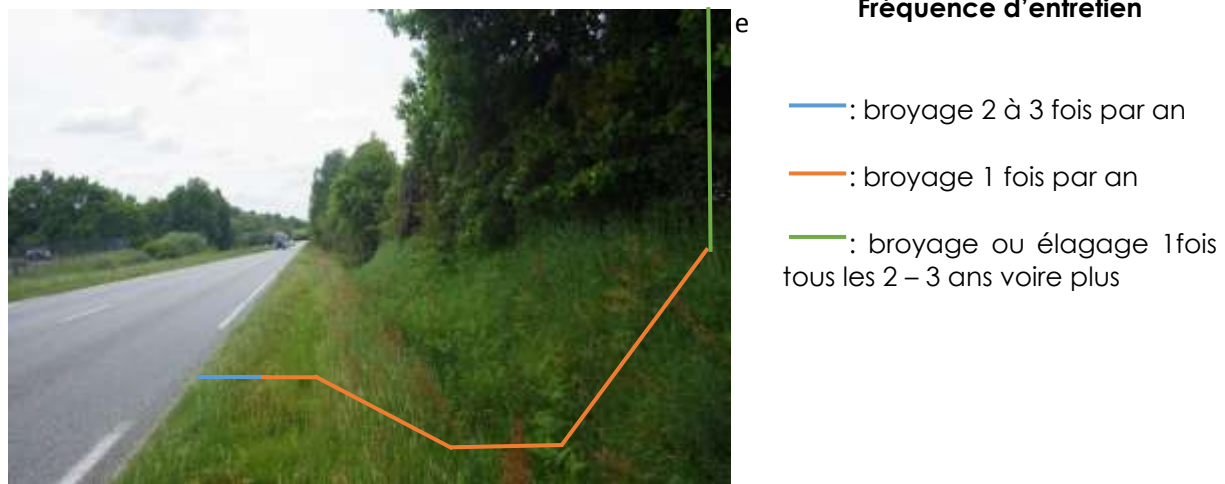 Fréquence d’entretien
e
: broyage 2 à 3 fois par an
: broyage 1 fois par an
: broyage ou élagage 1fois
tous les 2 – 3 ans voire plus